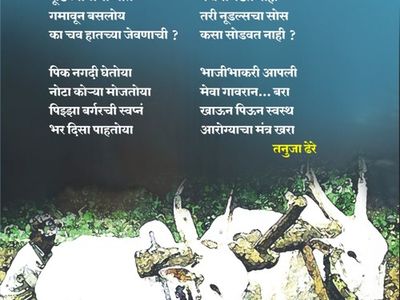 गमावून बसलोय
का चव हातच्या जेवणाची ?
पिक नगदी घेतोया
नोटा कोऱ्या मोजतोया
पिझ्झा बर्गरची स्वप्नं
भर दिसा पाहतोया
तरी नूडल्सचा सोस
कसा सोडवत नाही ?
भाजीभाकरी आपली
मेवा गावरान... बरा
खाऊन पिऊन स्वस्थ
आरोग्याचा मंत्र खरा
तनुजा ढेरे